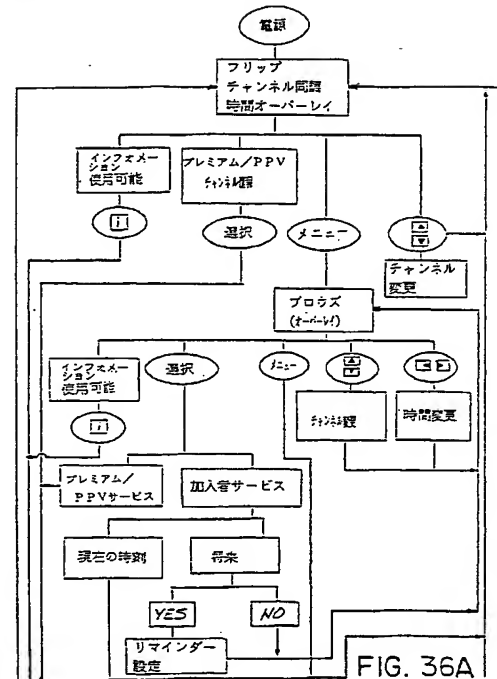 電源
フリップ
チャンネル同調
時間オーバーレイ
インフォメー
ション
使用可能
プレミアム/PPV
チャンネル
i
選択
メニュー
チャンネル
変更
ブロウズ
(オーバーレイ)
インフォメー
ション
使用可能
選択
メニュー
i
チャンネル
時間変更
プレミアム/
PPVサービス
加入者サービス
現在の時刻
将来
YES
NO
リマインダー
設定
FIG. 36A